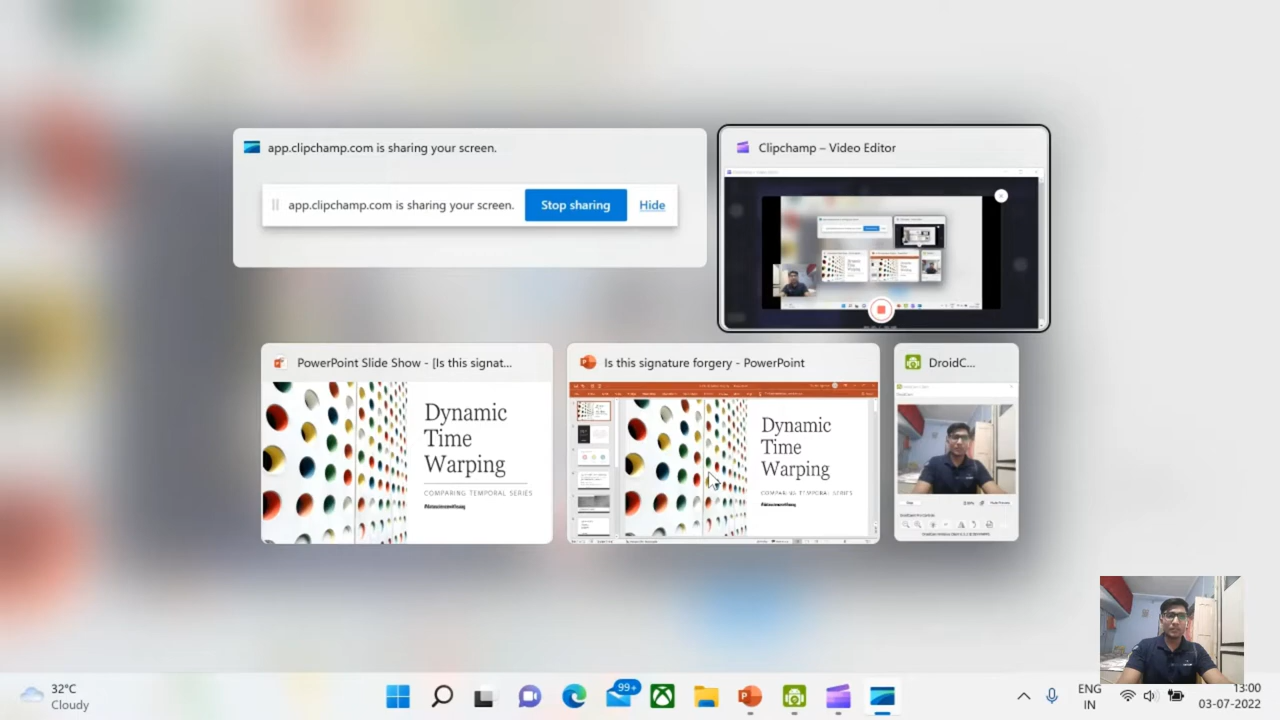 app.clipchamp.com is sharing your screen.
app.clipchamp.com is sharing your screen.
Stop sharing
Hide
Clipchamp – Video Editor
PowerPoint Slide Show - [Is this signat...
Dynamic
Time
Warping
COMPARING TEMPORAL SERIES
Is this signature forgery - PowerPoint
Dynamic
Time
Warping
COMPARING TEMPORAL SERIES
DroidC...
32°C
Cloudy
99+
ENG
IN
13:00
03-07-2022